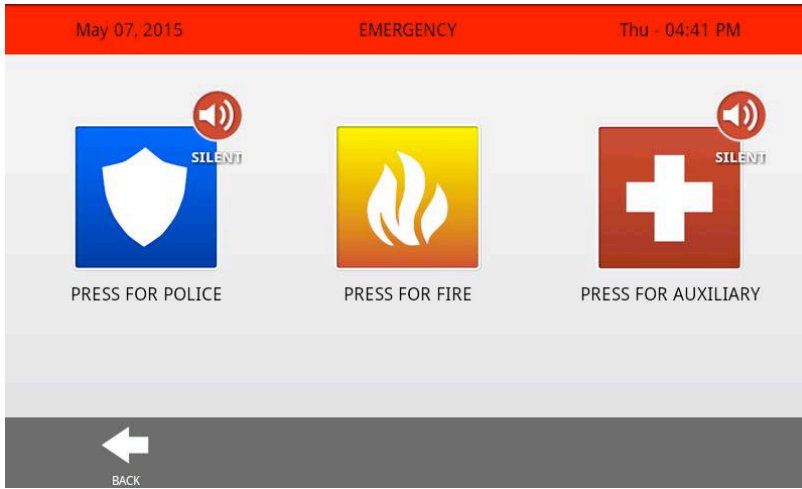 May 07, 2015 EMERGENCY Thu - 04:41 PM
SILENT SILENT
PRESS FOR POLICE PRESS FOR FIRE PRESS FOR AUXILIARY
BACK